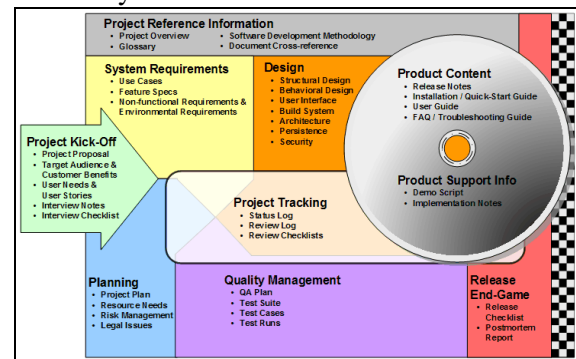 Project Reference Information
• Project Overview
• Glossary
• Software Development Methodology
• Document Cross-reference
System Requirements
• Use Cases
• Feature Specs
• Non-functional Requirements &
Environmental Requirements
Design
• Structural Design
• Behavioral Design
• User Interface
• Build System
• Architecture
• Persistence
• Security
Product Content
• Release Notes
• Installation / Quick-Start Guide
• User Guide
• FAQ / Troubleshooting Guide
Project Kick-Off
• Project Proposal
• Target Audience &
Customer Benefits
• User Needs &
User Stories
• Interview Notes
• Interview Checklist
Product Support Info
• Demo Script
• Implementation Notes
Project Tracking
• Status Log
• Review Log
• Review Checklists
Planning
• Project Plan
• Resource Needs
• Risk Management
• Legal Issues
Quality Management
• QA Plan
• Test Suite
• Test Cases
• Test Runs
Release
End-Game
• Release
Checklist
• Postmortem
Report